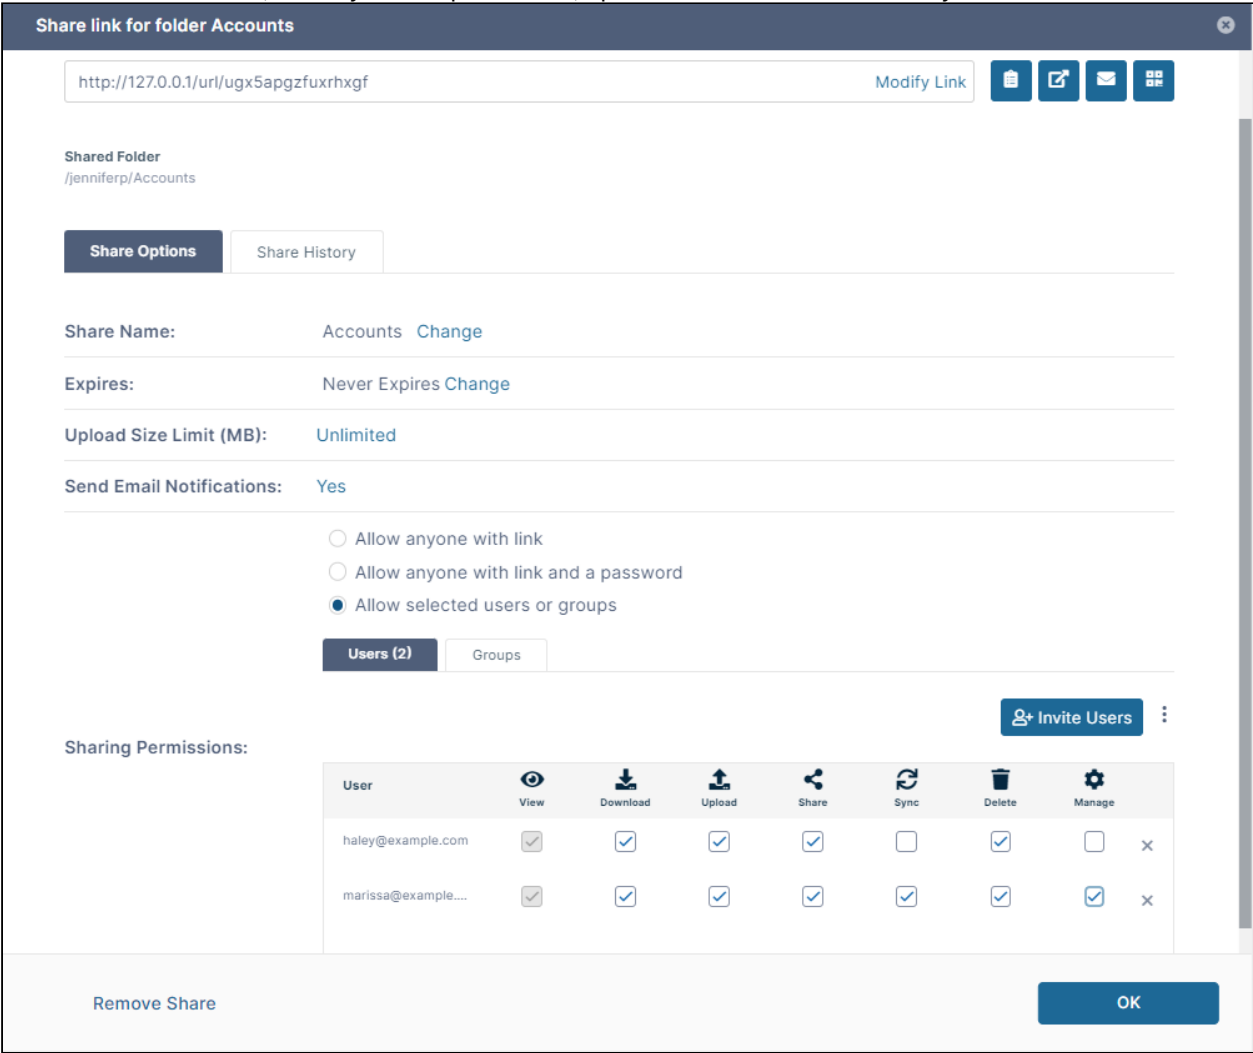 Share link for folder Accounts
http://127.0.0.1/url/ugx5apgzfuxrhxgf Modify Link
Shared Folder
/jenniferp/Accounts
Share Options Share History
Share Name: Accounts Change
Expires: Never Expires Change
Upload Size Limit (MB): Unlimited
Send Email Notifications: Yes
Allow anyone with link
Allow anyone with link and a password
Allow selected users or groups
Users (2) Groups
Invite Users
Sharing Permissions:
User View Download Upload Share Sync Delete Manage
haley@example.com
marissa@example....
Remove Share OK